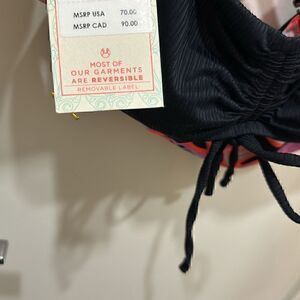 MSRP USA 70.00
MSRP CAD 90.00
MOST OF
OUR GARMENTS
ARE REVERSIBLE
REMOVABLE LABEL